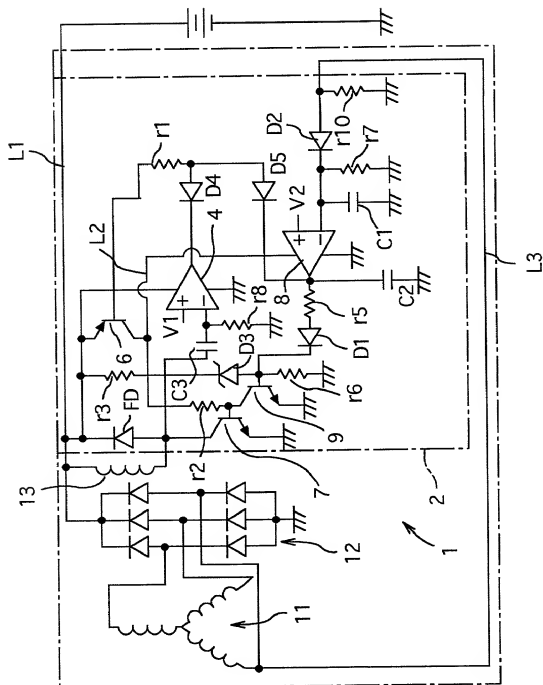 L1
r1
L2
D4
D5
D2
r10
r7
4
V1
V2
8
C1
6
r8
r5
C2
r3
C3
D3
D1
FD
r6
r2
9
7
13
L3
2
1
12
11
+
−
+
−